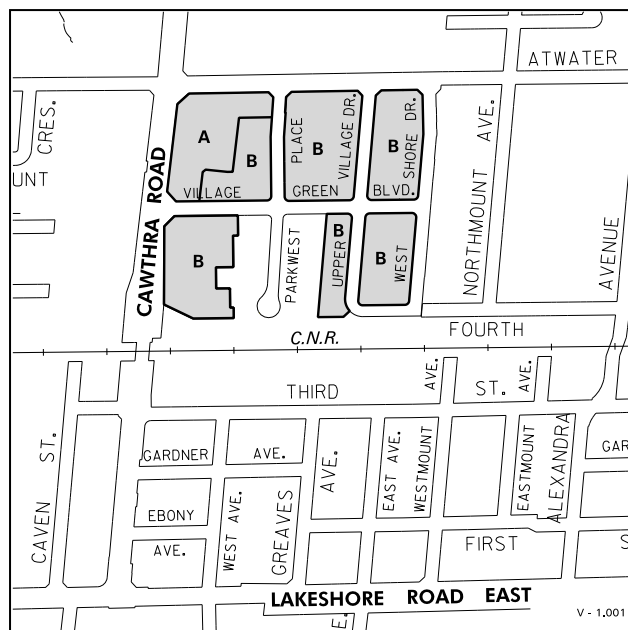 ATWATER
CRES.
UNT
CAWTHRA ROAD
A
B
PLACE
B
VILLAGE DR.
B
SHORE DR.
NORTHMOUNT AVE.
AVENUE
VILLAGE GREEN BLVD.
B
PARKWEST
B
UPPER
B
WEST
C.N.R.
FOURTH
THIRD ST.
AVE.
AVE.
CAVEN ST.
GARDNER AVE.
AVE.
EAST AVE.
WESTMOUNT
EASTMOUNT
ALEXANDRA
GAR
EBONY
AVE.
WEST AVE.
GREAVES
FIRST S
LAKESHORE ROAD EAST
E.
V - 1.001